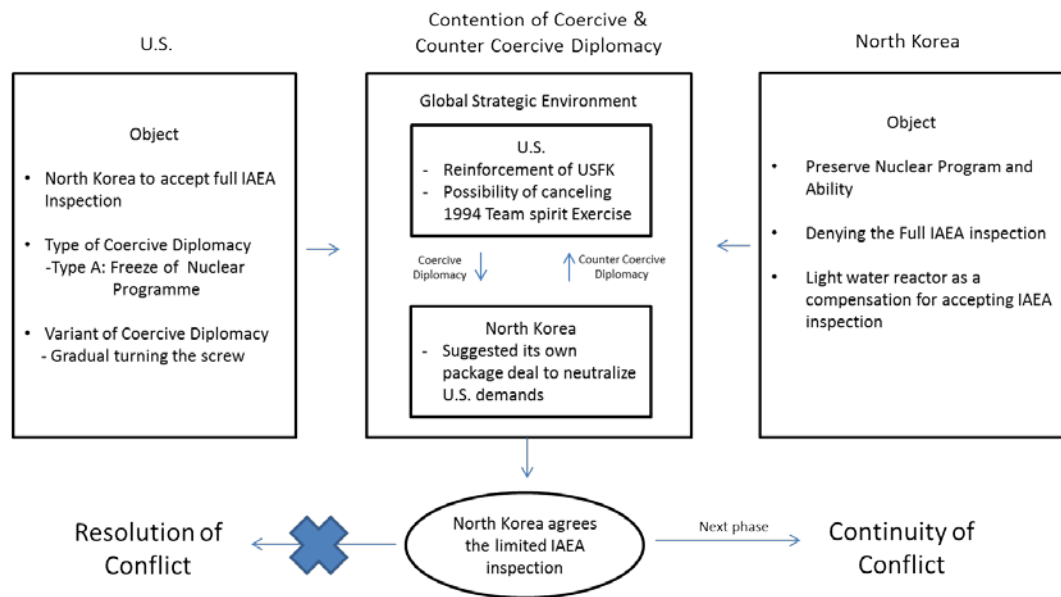 U.S.
Contention of Coercive &
Counter Coercive Diplomacy
North Korea
Object
• North Korea to accept full IAEA
Inspection
• Type of Coercive Diplomacy
-Type A: Freeze of Nuclear
Programme
• Variant of Coercive Diplomacy
- Gradual turning the screw
Global Strategic Environment
U.S.
- Reinforcement of USFK
- Possibility of canceling
1994 Team spirit Exercise
Coercive
Diplomacy
Counter Coercive
Diplomacy
North Korea
- Suggested its own
package deal to neutralize
U.S. demands
Object
• Preserve Nuclear Program and
Ability
• Denying the Full IAEA inspection
• Light water reactor as a
compensation for accepting IAEA
inspection
Resolution of
Conflict
North Korea agrees
the limited IAEA
inspection
Next phase
Continuity of
Conflict